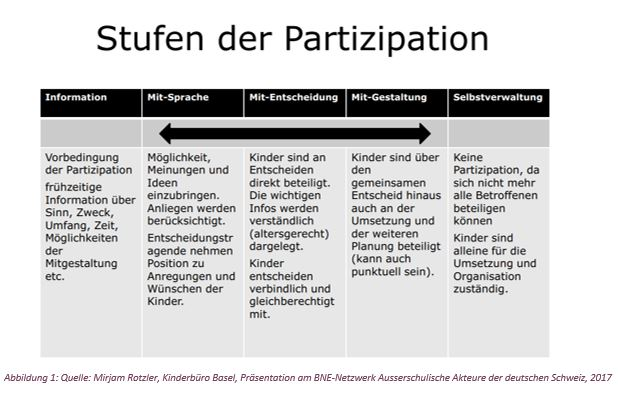 Stufen der Partizipation
Information
Mit-Sprache
Mit-Entscheidung
Mit-Gestaltung
Selbstverwaltung
Vorbedingung
der Partizipation
frühzeitige
Information über
Sinn, Zweck,
Umfang, Zeit,
Möglichkeiten
der
Mitgestaltung
etc.
Möglichkeit,
Meinungen und
Ideen
einzubringen.
Anliegen werden
berücksichtigt.
Entscheidungstr
agende nehmen
Position zu
Anregungen und
Wünschen der
Kinder.
Kinder sind an
Entscheiden
direkt beteiligt.
Die wichtigen
Infos werden
verständlich
(altersgerecht)
dargelegt.
Kinder
entscheiden
verbindlich und
gleichberechtigt
mit.
Kinder sind über
den
gemeinsamen
Entscheid hinaus
auch an der
Umsetzung und
der weiteren
Planung beteiligt
(kann auch
punktuell sein).
Keine
Partizipation, da
sich nicht mehr
alle Betroffenen
beteiligen
können
Kinder sind
alleine für die
Umsetzung und
Organisation
zuständig.
Abbildung 1: Quelle: Mirjam Rotzler, Kinderbüro Basel, Präsentation am BNE-Netzwerk Ausserschulische Akteure der deutschen Schweiz, 2017